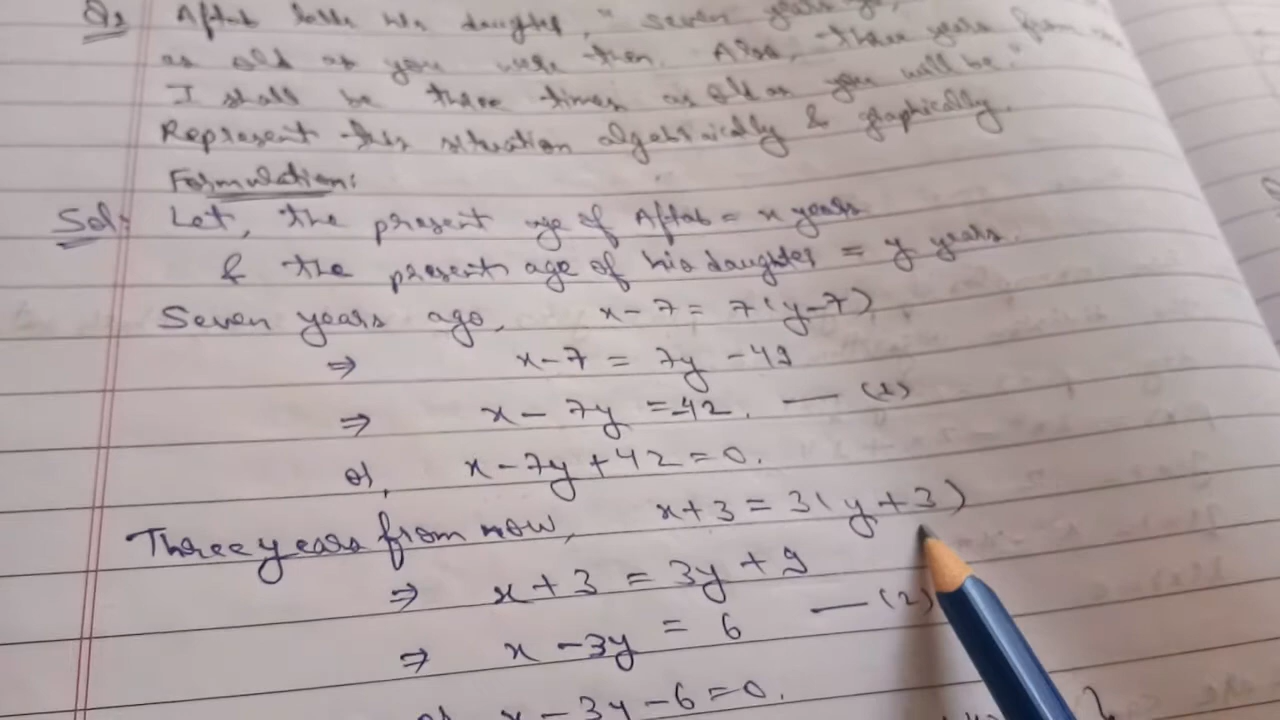 Q1 Aftab tells his daughter, "seven years ago,
as old as you were then. Also, three years from now
I shall be three times as old as you will be."
Represent this situation algebraically & graphically.
Formulation:
Sol: Let, the present age of Aftab = x years
& the present age of his daughter = y years.
Seven years ago, x - 7 = 7(y-7)
⇒ x - 7 = 7y - 49
⇒ x - 7y = -42. — (1)
or, x - 7y + 42 = 0.
Three years from now, x+3 = 3(y+3)
⇒ x + 3 = 3y + 9
⇒ x - 3y = 6 — (2)
or x - 3y - 6 = 0.